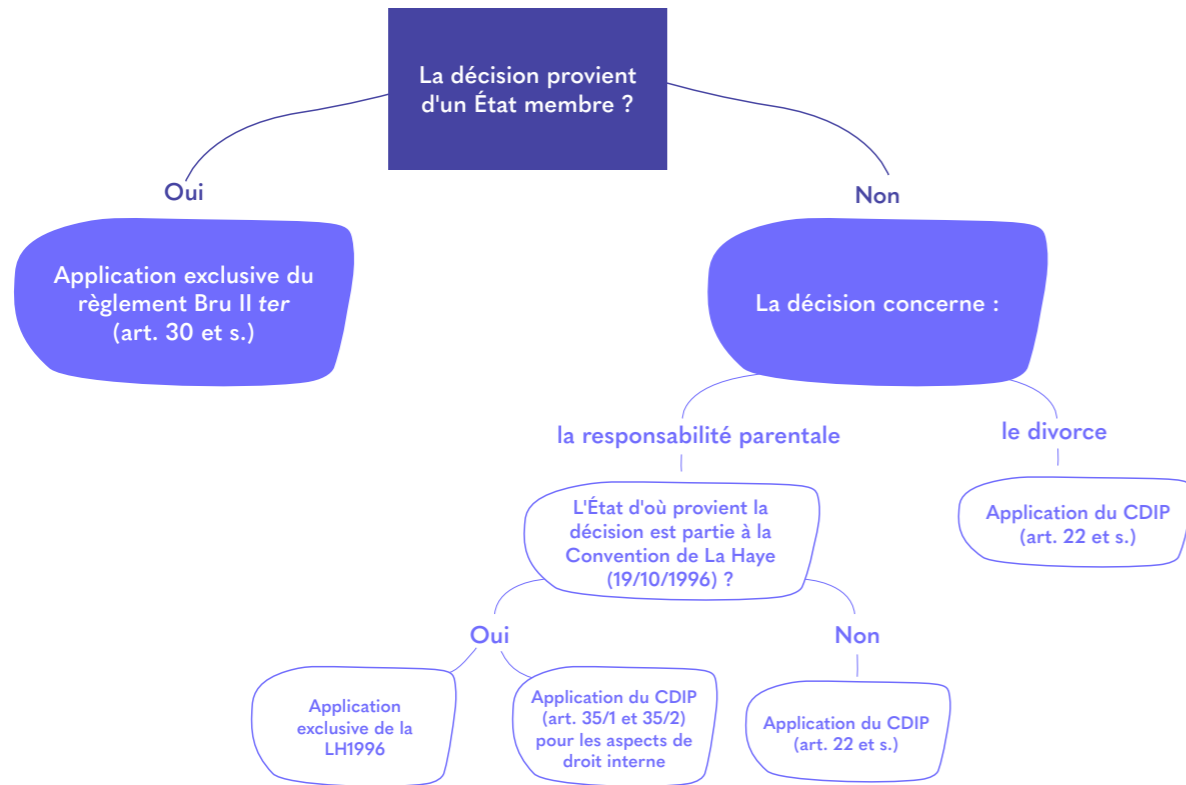 La décision provient
d'un État membre ?
Oui
Non
Application exclusive du
règlement Bru II ter
(art. 30 et s.)
La décision concerne :
la responsabilité parentale
le divorce
L'État d'où provient la
décision est partie à la
Convention de La Haye
(19/10/1996) ?
Application du CDIP
(art. 22 et s.)
Oui
Non
Application
exclusive de la
LH1996
Application du CDIP
(art. 35/1 et 35/2)
pour les aspects de
droit interne
Application du CDIP
(art. 22 et s.)